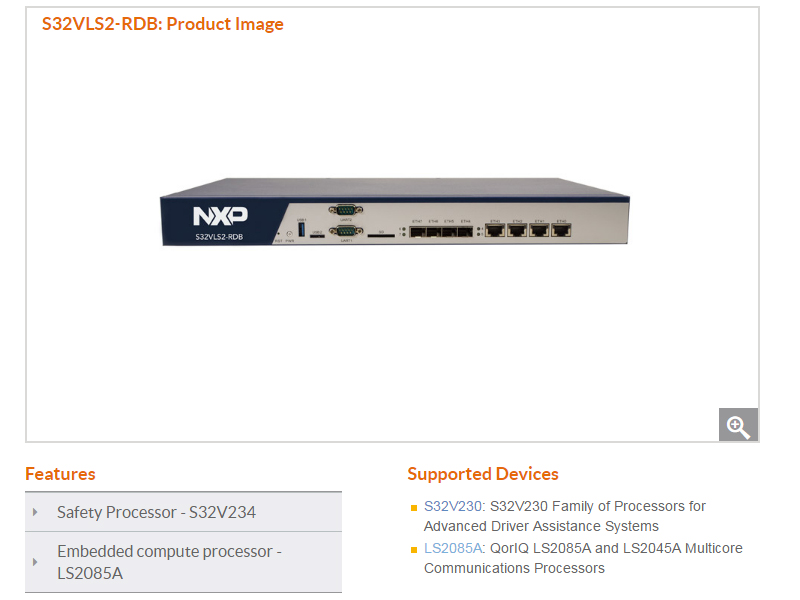 S32VLS2-RDB: Product Image
NXP
S32VLS2-RDB
UART1
Features
Safety Processor - S32V234
Embedded compute processor -
LS2085A
Supported Devices
S32V230: S32V230 Family of Processors for
Advanced Driver Assistance Systems
LS2085A: QorIQ LS2085A and LS2045A Multicore
Communications Processors